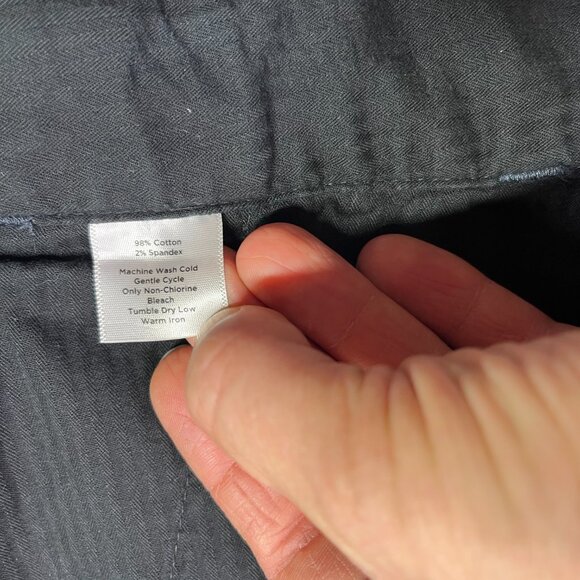 98% Cotton
2% Spandex
Machine Wash Cold
Gentle Cycle
Only Non-Chlorine
Bleach
Tumble Dry Low
Warm Iron